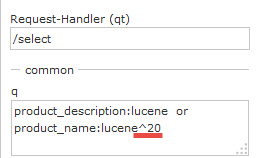 Request-Handler (qt)
/select
common
q
product_description:lucene or
product_name:lucene^20